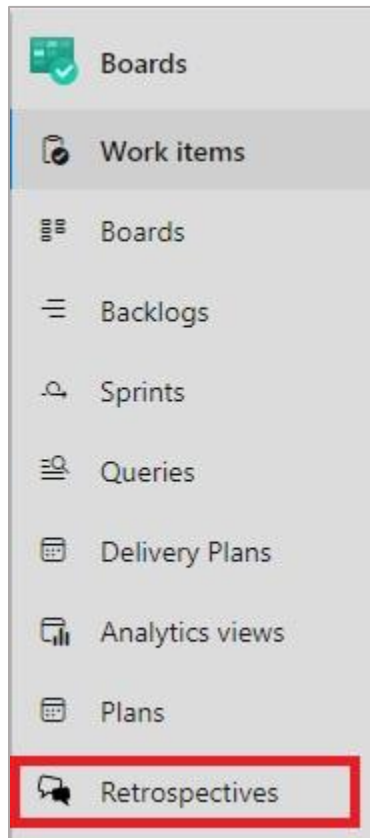 Boards
Work items
Boards
Backlogs
Sprints
Queries
Delivery Plans
Analytics views
Plans
Retrospectives